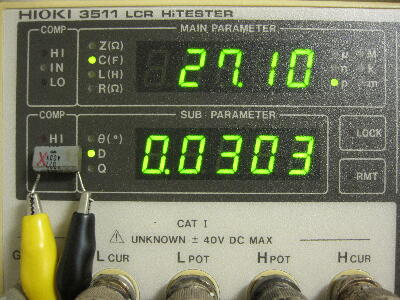 HIOKI 3511 LCR HiTESTER
COMP
MAIN PARAMETER
HI
IN
LO
Z(Ω)
C(F)
L(H)
R(Ω)
27.10
μ M
n k
p m
COMP
SUB PARAMETER
HI
θ(°)
D
Q
0.0303
LOCK
RMT
CAT I
⚠ UNKNOWN ± 40V DC MAX
L CUR
L POT
H POT
H CUR